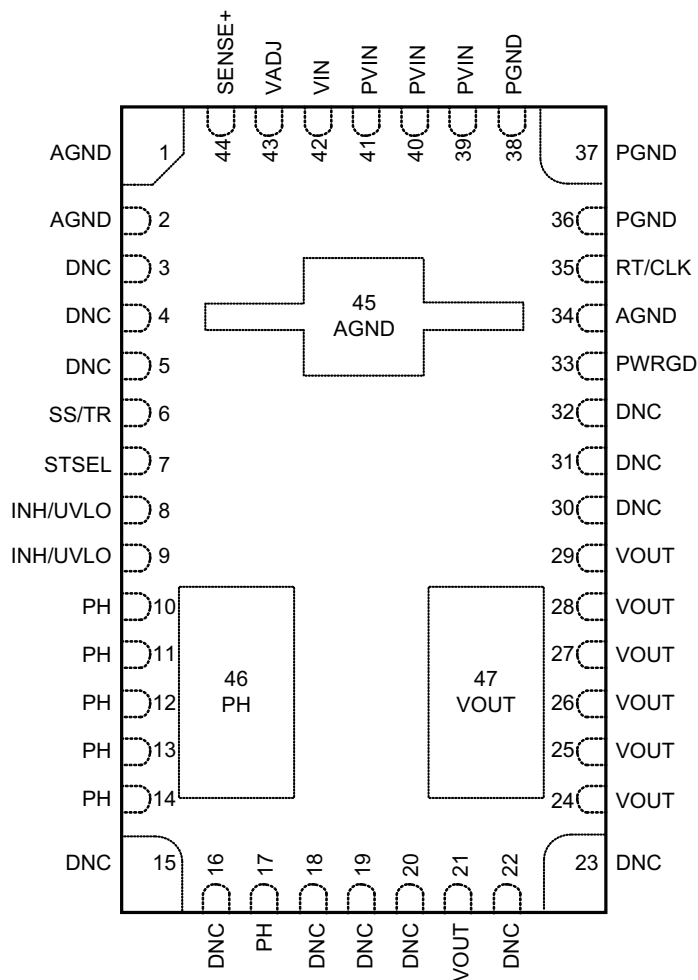 SENSE+
VADJ
VIN
PVIN
PVIN
PVIN
PGND
44
43
42
41
40
39
38
AGND 1
37 PGND
AGND 2
36 PGND
DNC 3
35 RT/CLK
DNC 4
34 AGND
DNC 5
33 PWRGD
SS/TR 6
32 DNC
STSEL 7
31 DNC
INH/UVLO 8
30 DNC
INH/UVLO 9
29 VOUT
PH 10
28 VOUT
PH 11
27 VOUT
PH 12
26 VOUT
PH 13
25 VOUT
PH 14
24 VOUT
DNC 15
23 DNC
45
AGND
46
PH
47
VOUT
16
17
18
19
20
21
22
DNC
PH
DNC
DNC
DNC
VOUT
DNC